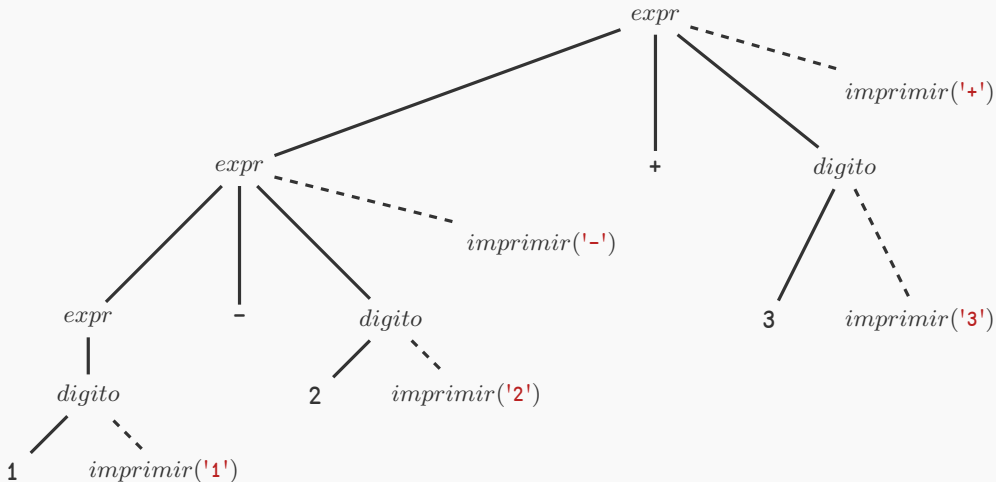 expr
imprimir('+')
expr + digito
imprimir('-')
expr - digito 3 imprimir('3')
digito 2 imprimir('2')
1 imprimir('1')